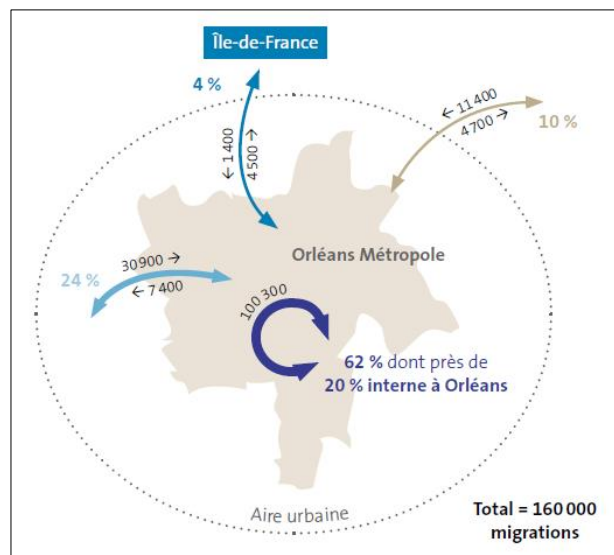 Île-de-France
4 %
← 1 400
4 500 →
← 11 400
4 700 →
10 %
Orléans Métropole
30 900 →
← 7 400
24 %
100 300
62 % dont près de
20 % interne à Orléans
Aire urbaine
Total = 160 000
migrations